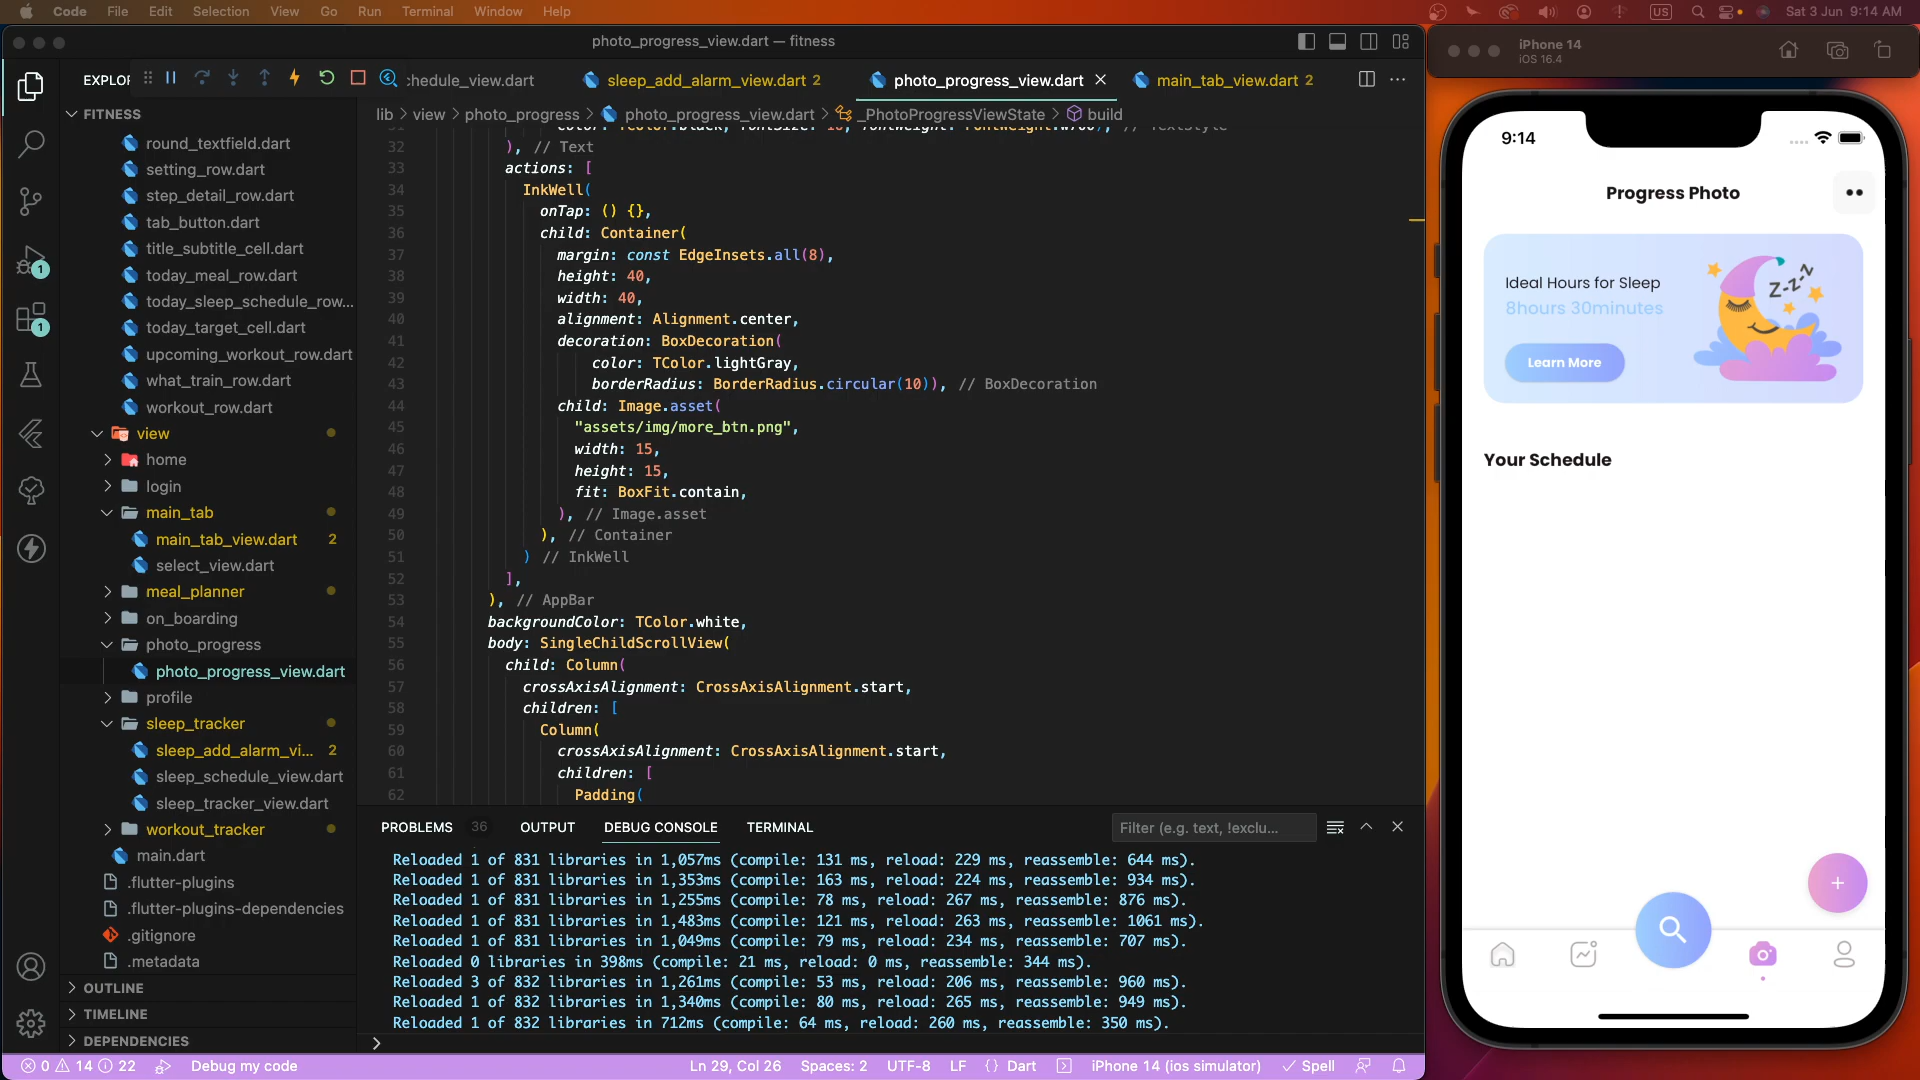 Code File Edit Selection View Go Run Terminal Window Help
US Sat 3 Jun 9:14 AM
photo_progress_view.dart — fitness
chedule_view.dart sleep_add_alarm_view.dart 2 photo_progress_view.dart main_tab_view.dart 2
lib > view > photo_progress > photo_progress_view.dart > _PhotoProgressViewState > build
FITNESS
round_textfield.dart
setting_row.dart
step_detail_row.dart
tab_button.dart
title_subtitle_cell.dart
today_meal_row.dart
today_sleep_schedule_row...
today_target_cell.dart
upcoming_workout_row.dart
what_train_row.dart
workout_row.dart
view
home
login
main_tab
main_tab_view.dart 2
select_view.dart
meal_planner
on_boarding
photo_progress
photo_progress_view.dart
profile
sleep_tracker
sleep_add_alarm_vi... 2
sleep_schedule_view.dart
sleep_tracker_view.dart
workout_tracker
main.dart
.flutter-plugins
.flutter-plugins-dependencies
.gitignore
.metadata
OUTLINE
TIMELINE
DEPENDENCIES
1
1
32 ), // Text
33 actions: [
34 InkWell(
35 onTap: () {},
36 child: Container(
37 margin: const EdgeInsets.all(8),
38 height: 40,
39 width: 40,
40 alignment: Alignment.center,
41 decoration: BoxDecoration(
42 color: TColor.lightGray,
43 borderRadius: BorderRadius.circular(10)), // BoxDecoration
44 child: Image.asset(
45 "assets/img/more_btn.png",
46 width: 15,
47 height: 15,
48 fit: BoxFit.contain,
49 ), // Image.asset
50 ), // Container
51 ) // InkWell
52 ],
53 ), // AppBar
54 backgroundColor: TColor.white,
55 body: SingleChildScrollView(
56 child: Column(
57 crossAxisAlignment: CrossAxisAlignment.start,
58 children: [
59 Column(
60 crossAxisAlignment: CrossAxisAlignment.start,
61 children: [
62 Padding(
PROBLEMS 36 OUTPUT DEBUG CONSOLE TERMINAL Filter (e.g. text, !exclu...
Reloaded 1 of 831 libraries in 1,057ms (compile: 131 ms, reload: 229 ms, reassemble: 644 ms).
Reloaded 1 of 831 libraries in 1,353ms (compile: 163 ms, reload: 224 ms, reassemble: 934 ms).
Reloaded 1 of 831 libraries in 1,255ms (compile: 78 ms, reload: 267 ms, reassemble: 876 ms).
Reloaded 1 of 831 libraries in 1,483ms (compile: 121 ms, reload: 263 ms, reassemble: 1061 ms).
Reloaded 1 of 831 libraries in 1,049ms (compile: 79 ms, reload: 234 ms, reassemble: 707 ms).
Reloaded 0 libraries in 398ms (compile: 21 ms, reload: 0 ms, reassemble: 344 ms).
Reloaded 3 of 832 libraries in 1,261ms (compile: 53 ms, reload: 206 ms, reassemble: 960 ms).
Reloaded 1 of 832 libraries in 1,340ms (compile: 80 ms, reload: 265 ms, reassemble: 949 ms).
Reloaded 1 of 832 libraries in 712ms (compile: 64 ms, reload: 260 ms, reassemble: 350 ms).
0 14 22 Debug my code Ln 29, Col 26 Spaces: 2 UTF-8 LF {} Dart iPhone 14 (ios simulator) Spell
iPhone 14
iOS 16.4
9:14
Progress Photo
Ideal Hours for Sleep
8hours 30minutes
Learn More
Z-z-z
Your Schedule